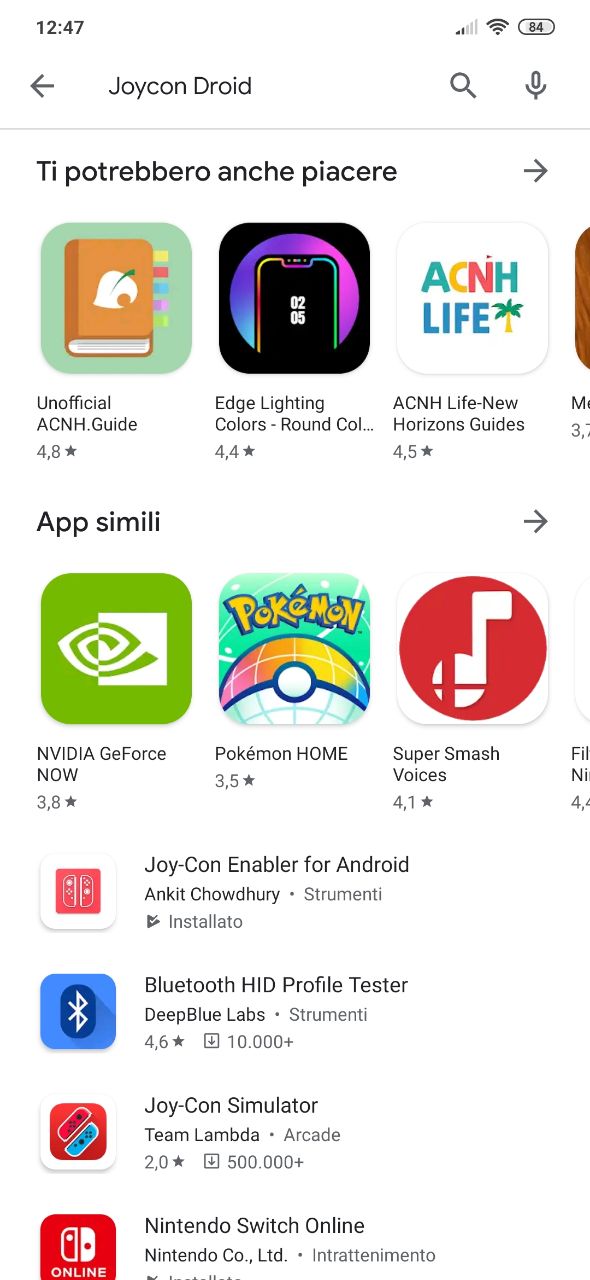 12:47
84
Joycon Droid
Ti potrebbero anche piacere
ACNH
LIFE
02
05
Unofficial
ACNH.Guide
4,8
Edge Lighting
Colors - Round Col...
4,4
ACNH Life-New
Horizons Guides
4,5
Me
3,7
App simili
POKéMON
NVIDIA GeForce
NOW
3,8
Pokémon HOME
3,5
Super Smash
Voices
4,1
4,4
Joy-Con Enabler for Android
Ankit Chowdhury • Strumenti
Installato
Bluetooth HID Profile Tester
DeepBlue Labs • Strumenti
4,6 10.000+
Joy-Con Simulator
Team Lambda • Arcade
2,0 500.000+
Nintendo Switch Online
Nintendo Co., Ltd. • Intrattenimento
ONLINE